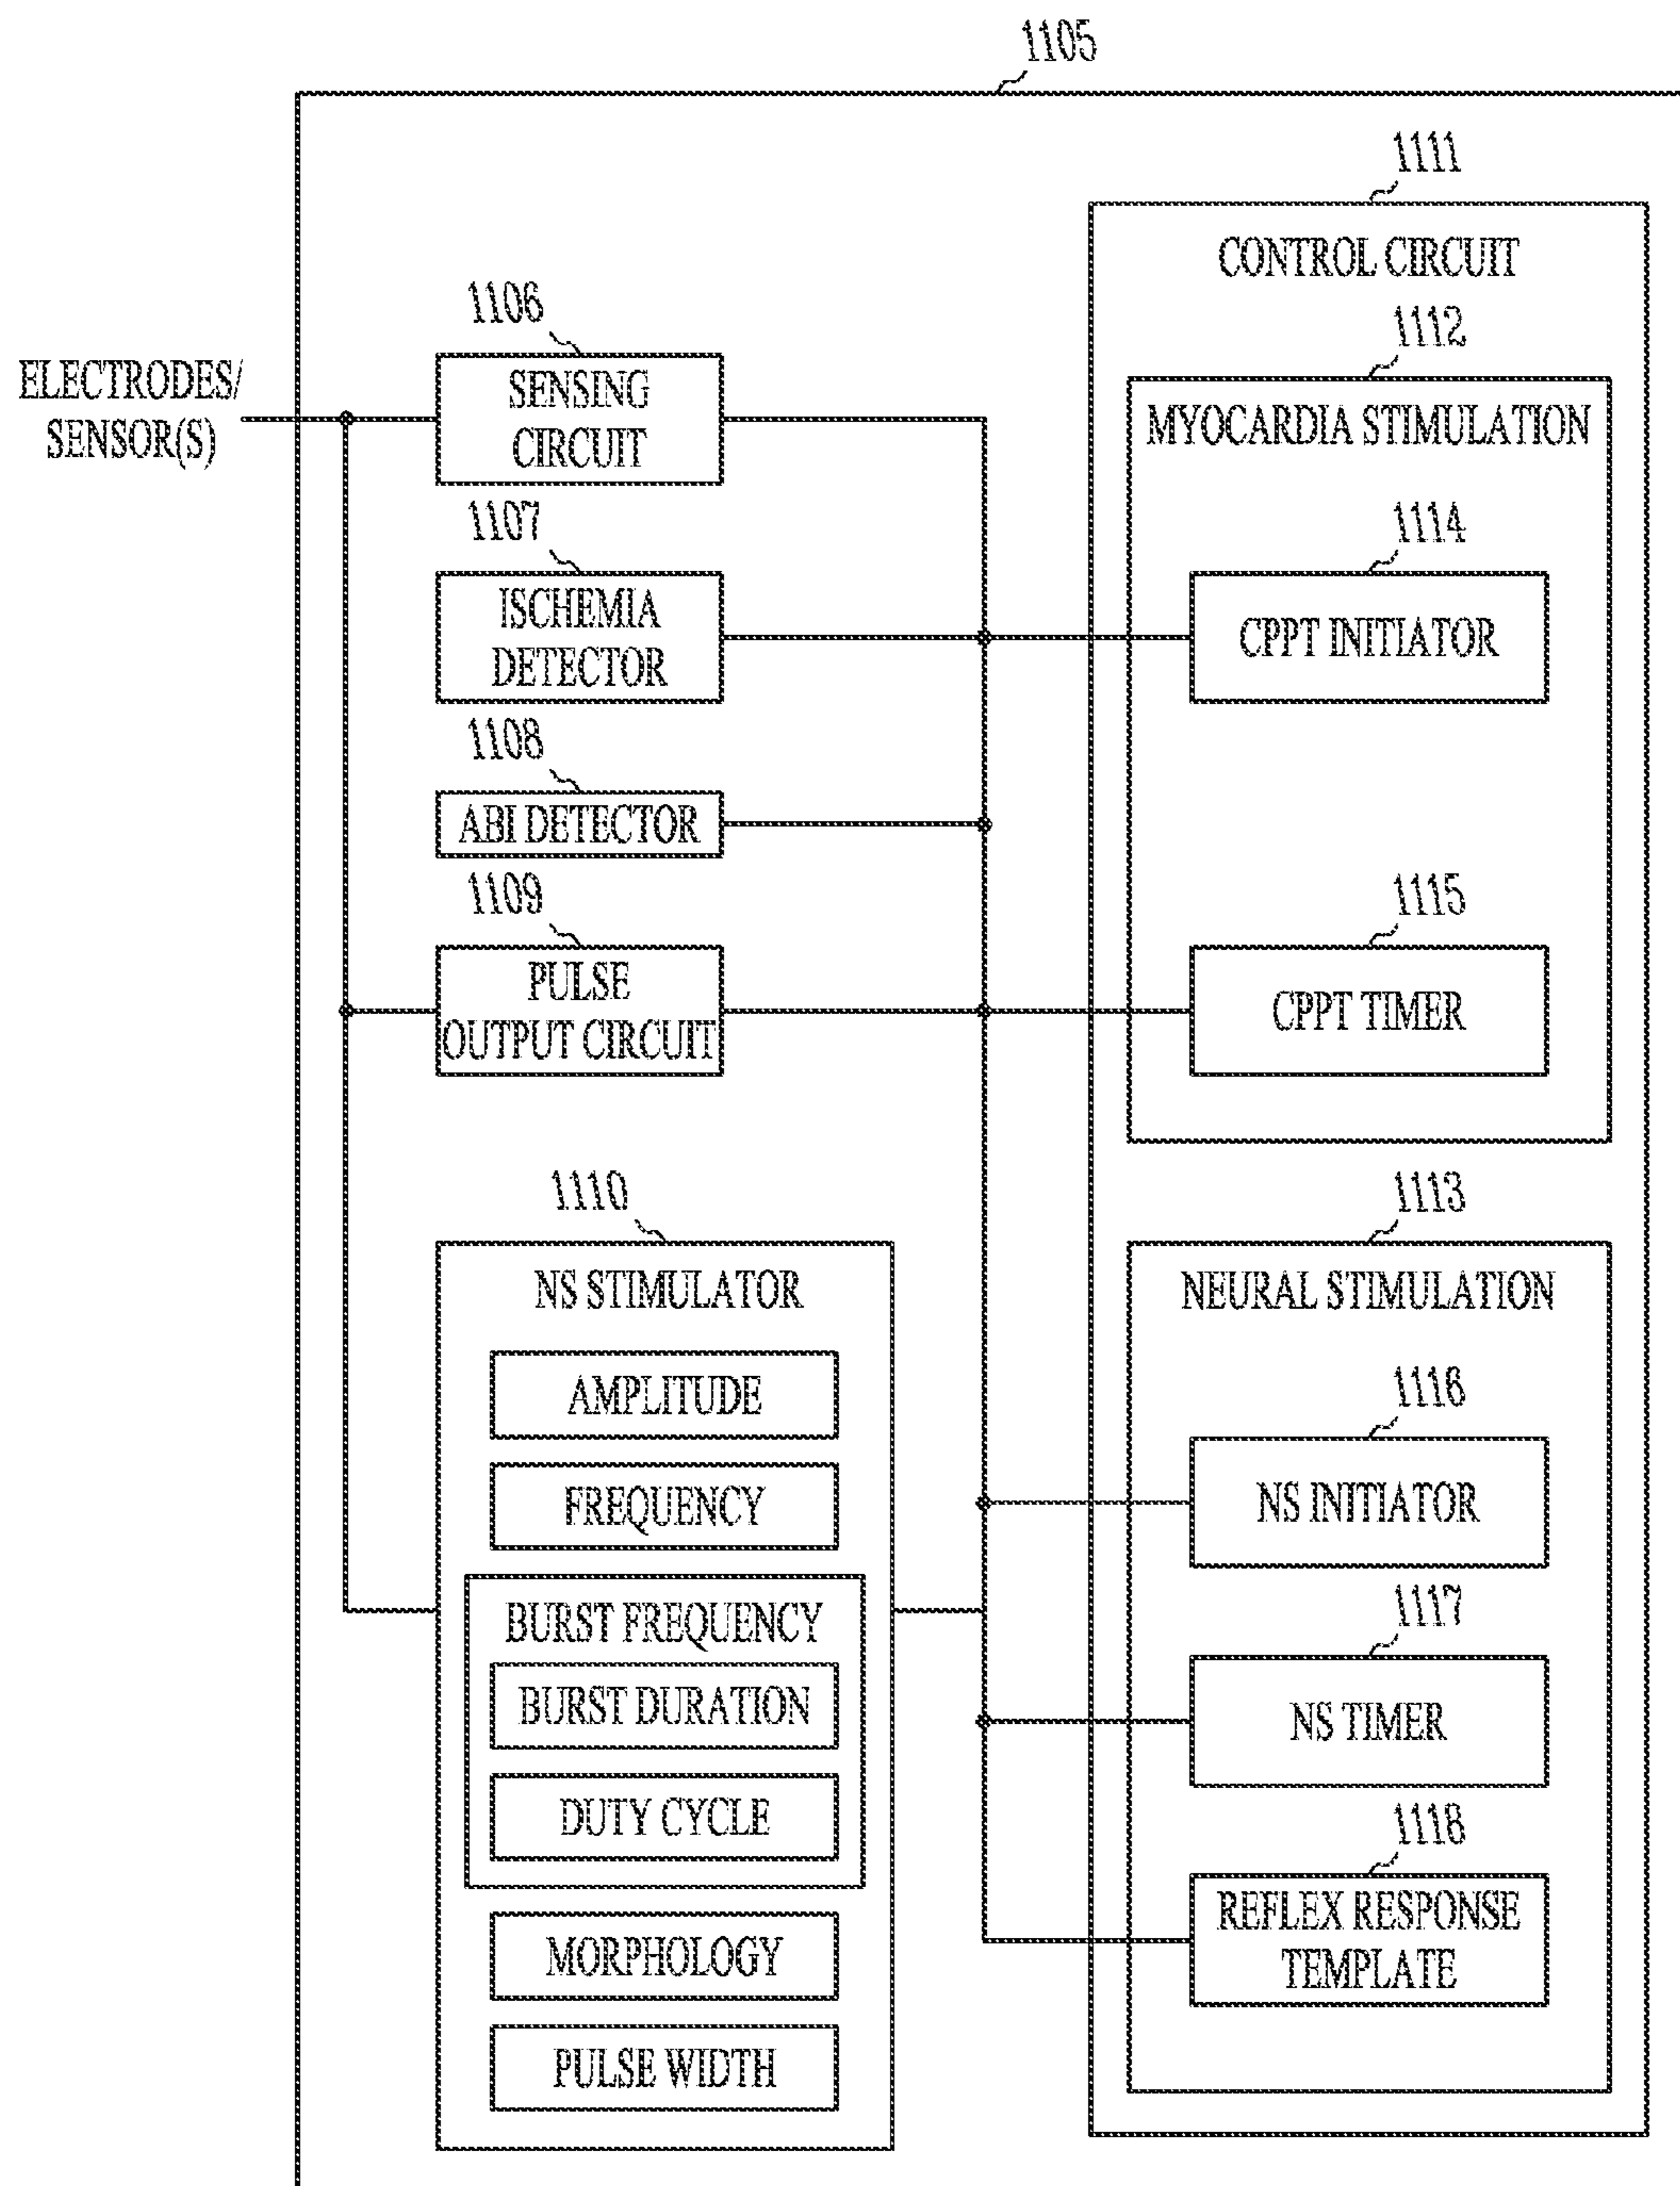 1105
1111
CONTROL CIRCUIT
1106
1112
ELECTRODES/
SENSOR(S)
SENSING
CIRCUIT
MYOCARDIA STIMULATION
1107
1114
ISCHEMIA
DETECTOR
CPPT INITIATOR
1108
ABI DETECTOR
1109
1115
PULSE
OUTPUT CIRCUIT
CPPT TIMER
1110
1113
NS STIMULATOR
NEURAL STIMULATION
AMPLITUDE
1116
FREQUENCY
NS INITIATOR
BURST FREQUENCY
1117
BURST DURATION
NS TIMER
DUTY CYCLE
1118
REFLEX RESPONSE
TEMPLATE
MORPHOLOGY
PULSE WIDTH